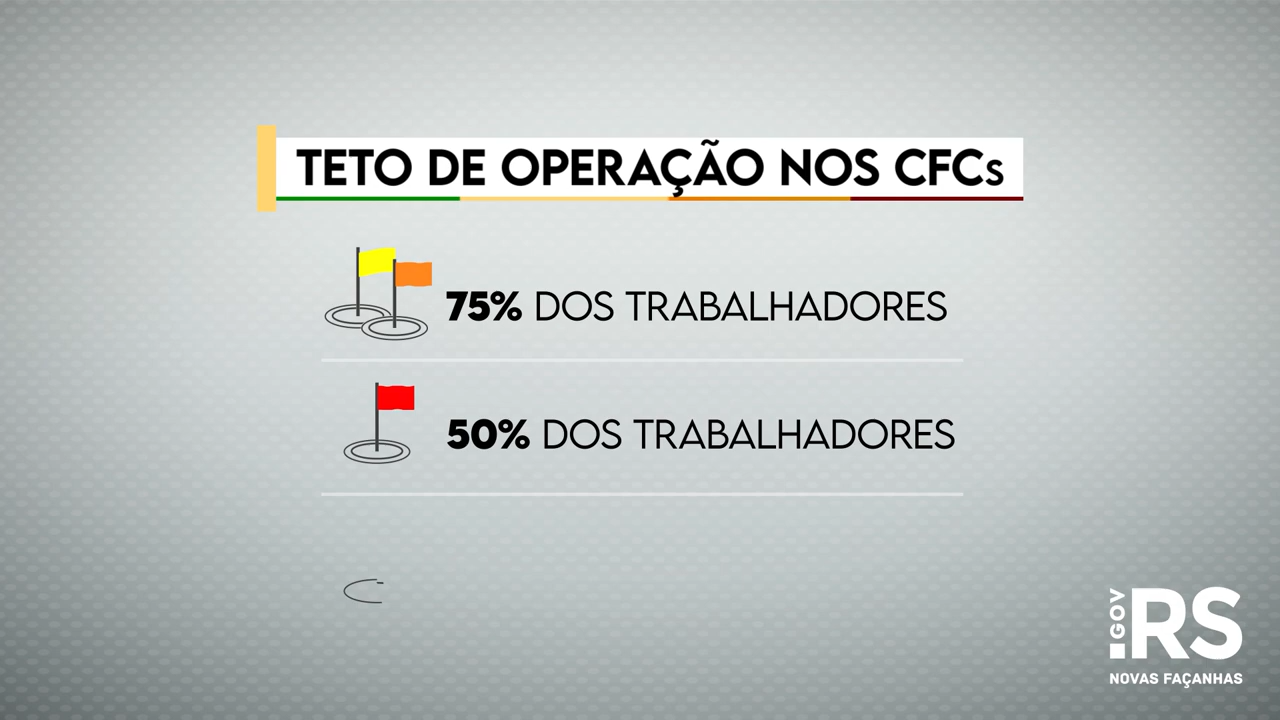 TETO DE OPERAÇÃO NOS CFCs
75% DOS TRABALHADORES
50% DOS TRABALHADORES
.GOV
RS
NOVAS FAÇANHAS